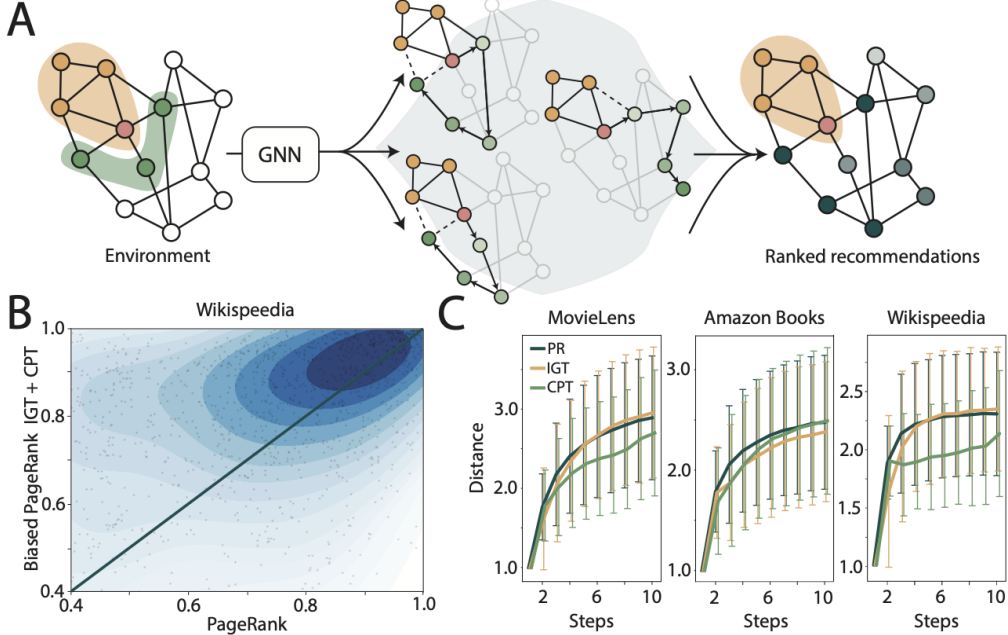 A
GNN
Environment
Ranked recommendations
B
Wikispeedia
Biased PageRank IGT + CPT
1.0
0.8
0.6
0.4
0.4
0.6
0.8
1.0
PageRank
C
MovieLens
Amazon Books
Wikispeedia
PR
IGT
CPT
Distance
3.0
2.0
1.0
2
6
10
Steps
3.0
2.0
1.0
2
6
10
Steps
2.5
2.0
1.5
1.0
2
6
10
Steps